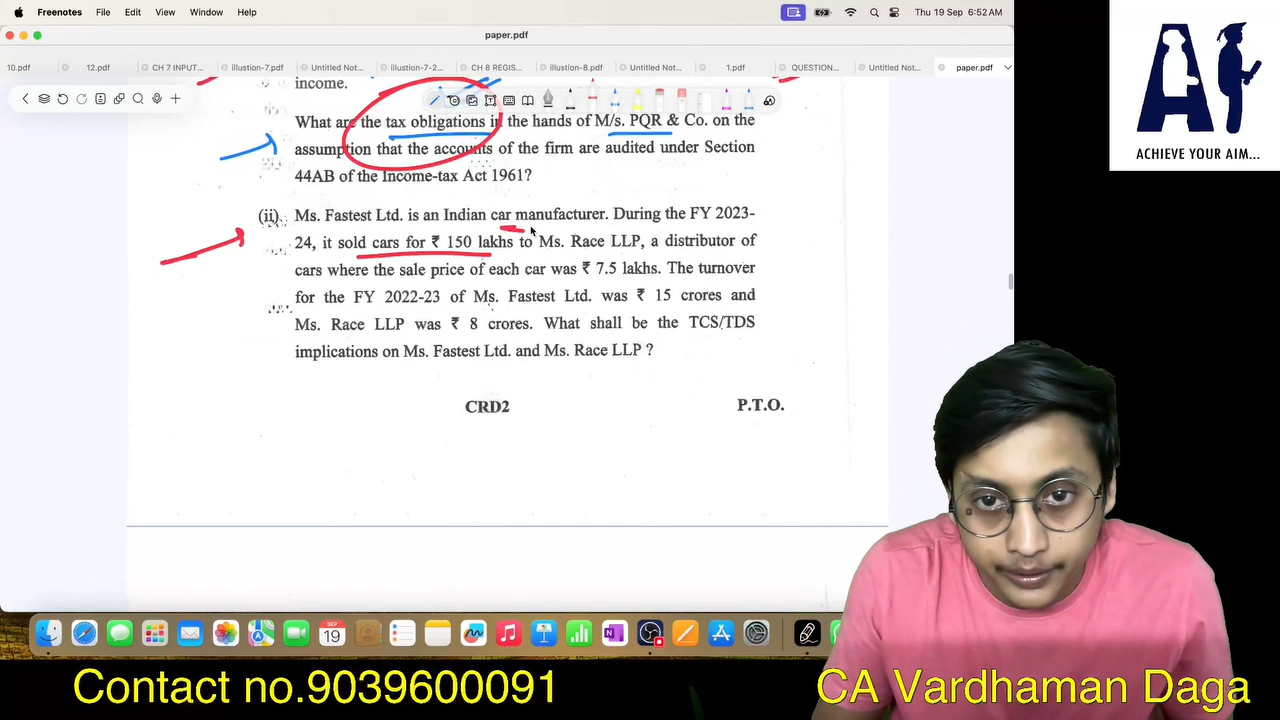 Freenotes File Edit View Window Help Thu 19 Sep 6:52 AM
paper.pdf
10.pdf 12.pdf CH 7 INPUT... illustion-7.pdf Untitled Not... illustion-7-2... CH 8 REGIS... illustion-8.pdf Untitled Not... 1.pdf QUESTION... Untitled Not... paper.pdf
income.
What are the tax obligations in the hands of M/s. PQR & Co. on the
assumption that the accounts of the firm are audited under Section
44AB of the Income-tax Act 1961?
(ii) Ms. Fastest Ltd. is an Indian car manufacturer. During the FY 2023-
24, it sold cars for ₹ 150 lakhs to Ms. Race LLP, a distributor of
cars where the sale price of each car was ₹ 7.5 lakhs. The turnover
for the FY 2022-23 of Ms. Fastest Ltd. was ₹ 15 crores and
Ms. Race LLP was ₹ 8 crores. What shall be the TCS/TDS
implications on Ms. Fastest Ltd. and Ms. Race LLP ?
CRD2 P.T.O.
AI
ACHIEVE YOUR AIM...
SEP
19
Contact no.9039600091
CA Vardhaman Daga